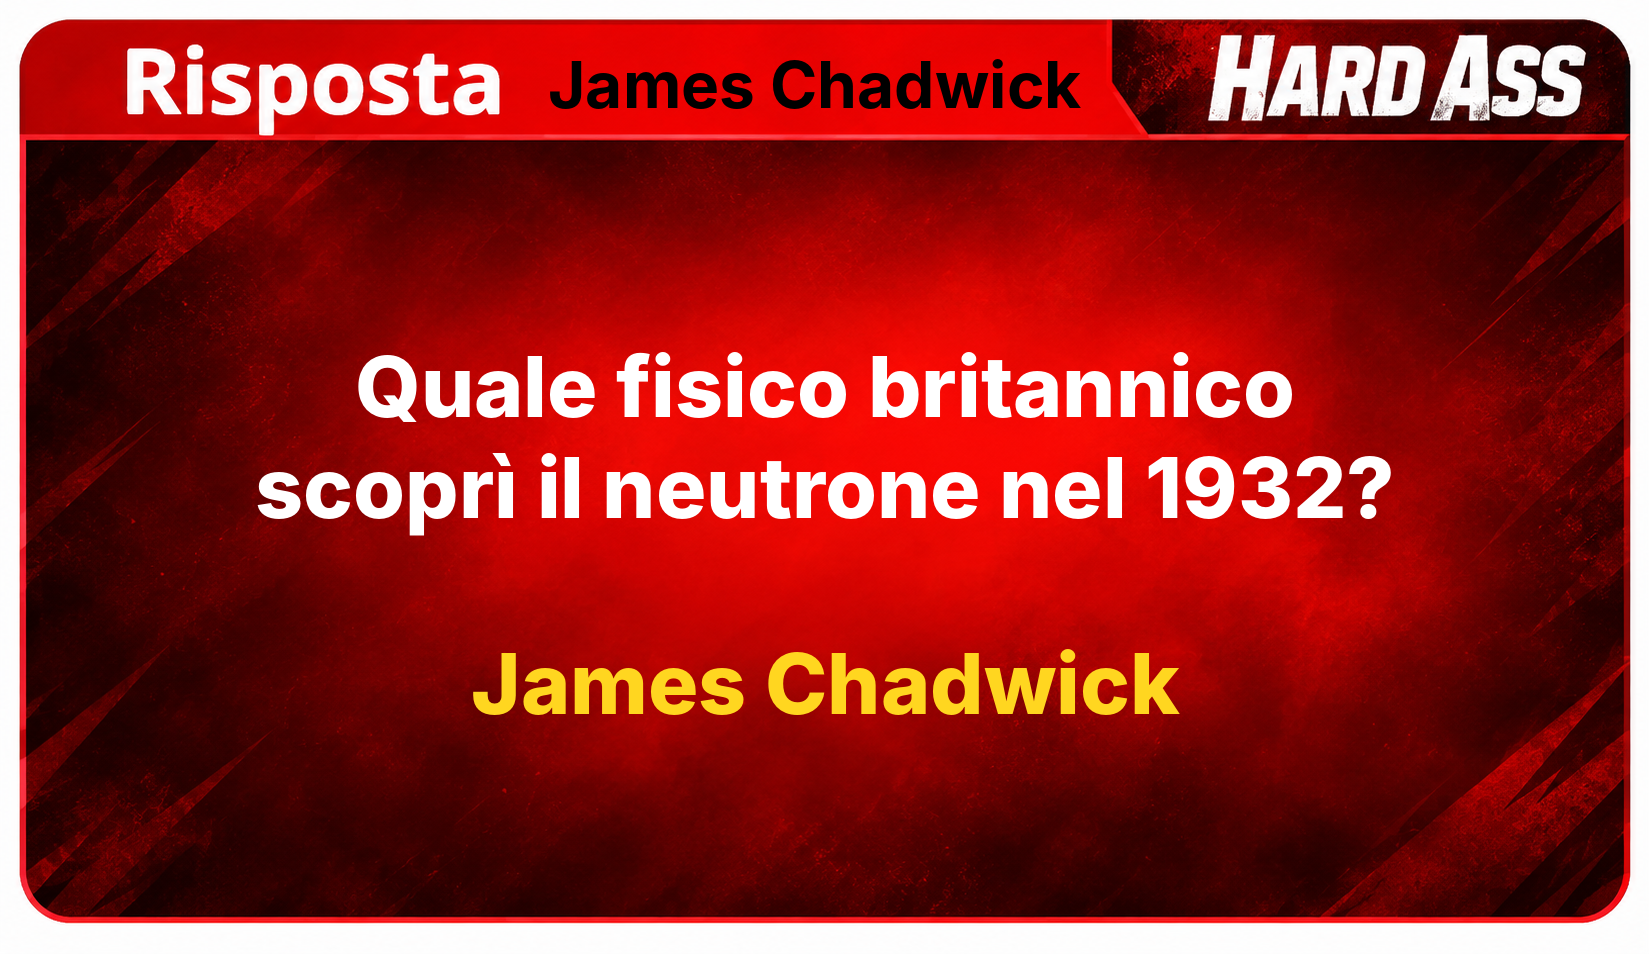 Risposta James Chadwick HARD ASS
Quale fisico britannico
scoprì il neutrone nel 1932?
James Chadwick